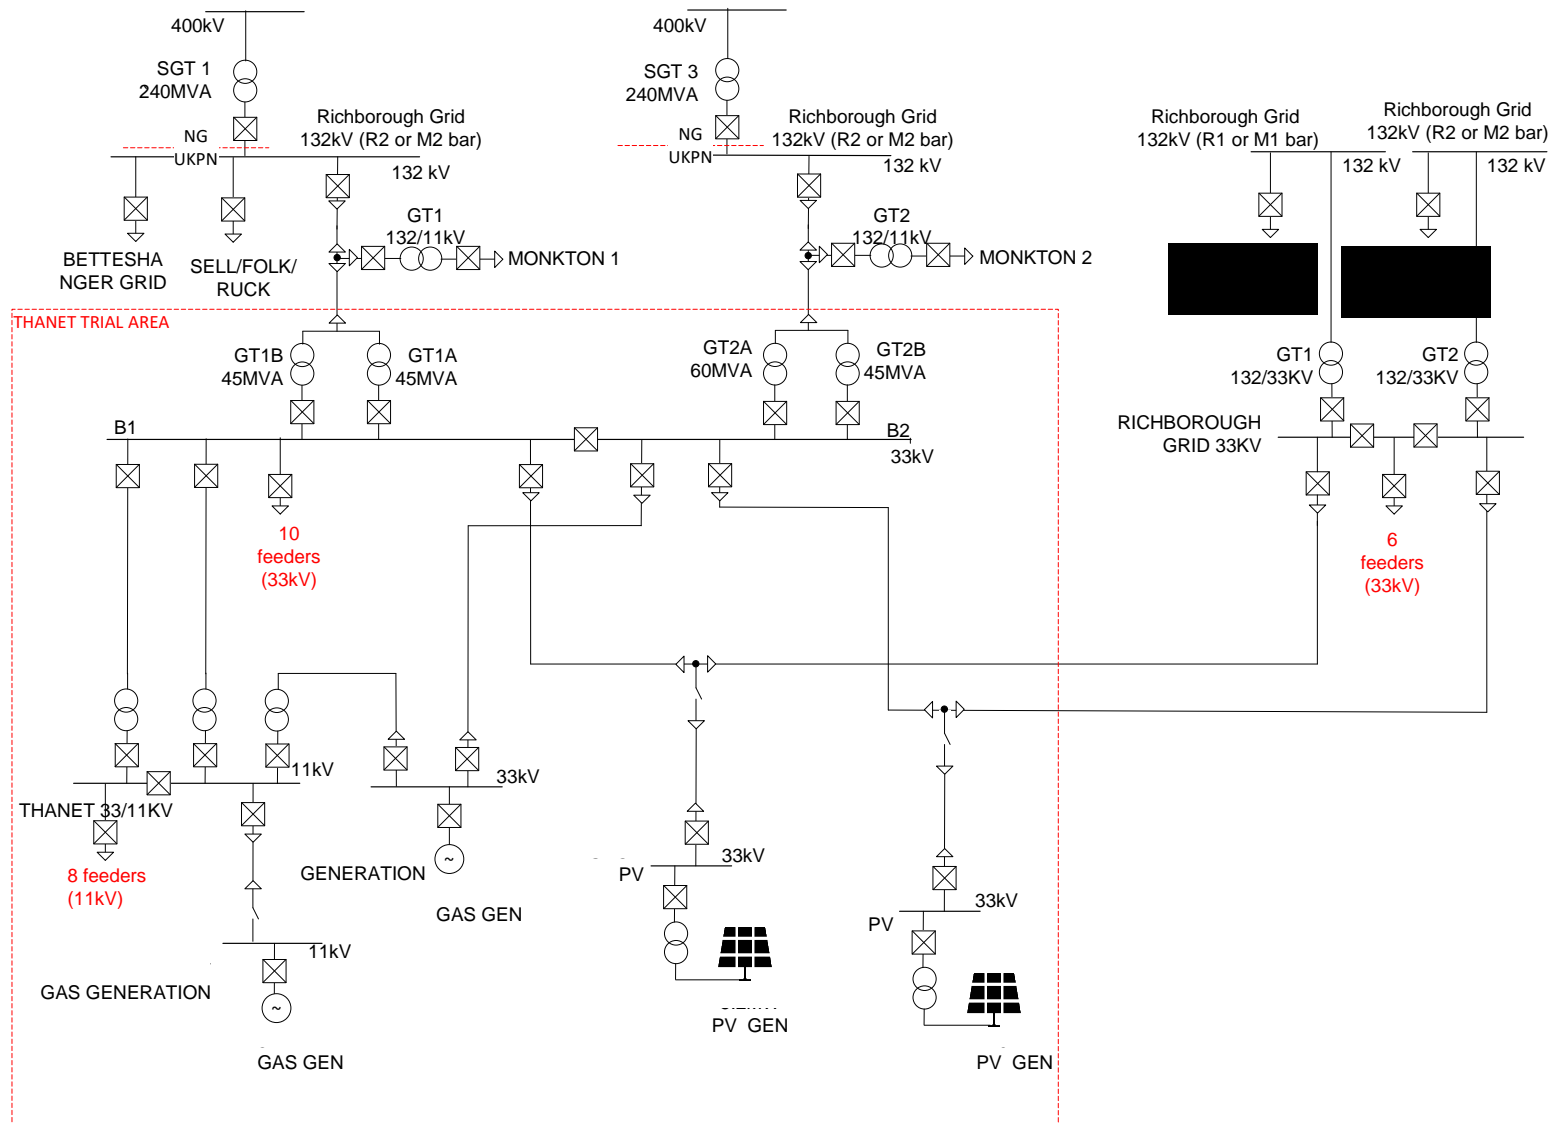 400kV
SGT 1
240MVA
NG
UKPN
Richborough Grid
132kV (R2 or M2 bar)
132 kV
BETTESHA
NGER GRID
SELL/FOLK/
RUCK
GT1
132/11kV
MONKTON 1
400kV
SGT 3
240MVA
NG
UKPN
Richborough Grid
132kV (R2 or M2 bar)
132 kV
GT2
132/11kV
MONKTON 2
Richborough Grid
132kV (R1 or M1 bar)
132 kV
Richborough Grid
132kV (R2 or M2 bar)
132 kV
THANET TRIAL AREA
GT1B
45MVA
GT1A
45MVA
GT2A
60MVA
GT2B
45MVA
GT1
132/33KV
GT2
132/33KV
B1
B2
33kV
RICHBOROUGH
GRID 33KV
10
feeders
(33kV)
6
feeders
(33kV)
11kV
THANET 33/11KV
33kV
8 feeders
(11kV)
GENERATION
~
GAS GEN
33kV
PV
33kV
PV
11kV
GAS GENERATION
~
GAS GEN
PV GEN
PV GEN